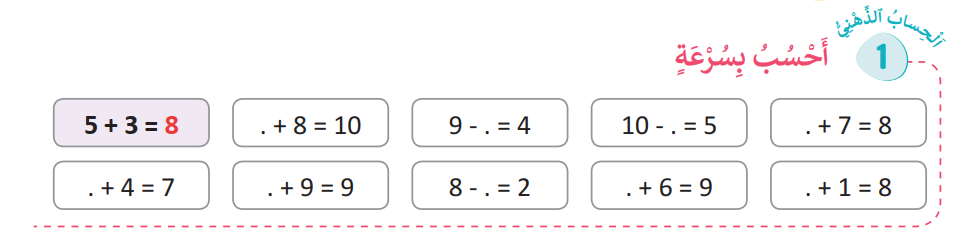 اَلْحِسابُ الذِّهْنِيُّ
1
أَحْسُبُ بِسُرْعَةٍ
5 + 3 = 8
. + 8 = 10
9 - . = 4
10 - . = 5
. + 7 = 8
. + 4 = 7
. + 9 = 9
8 - . = 2
. + 6 = 9
. + 1 = 8